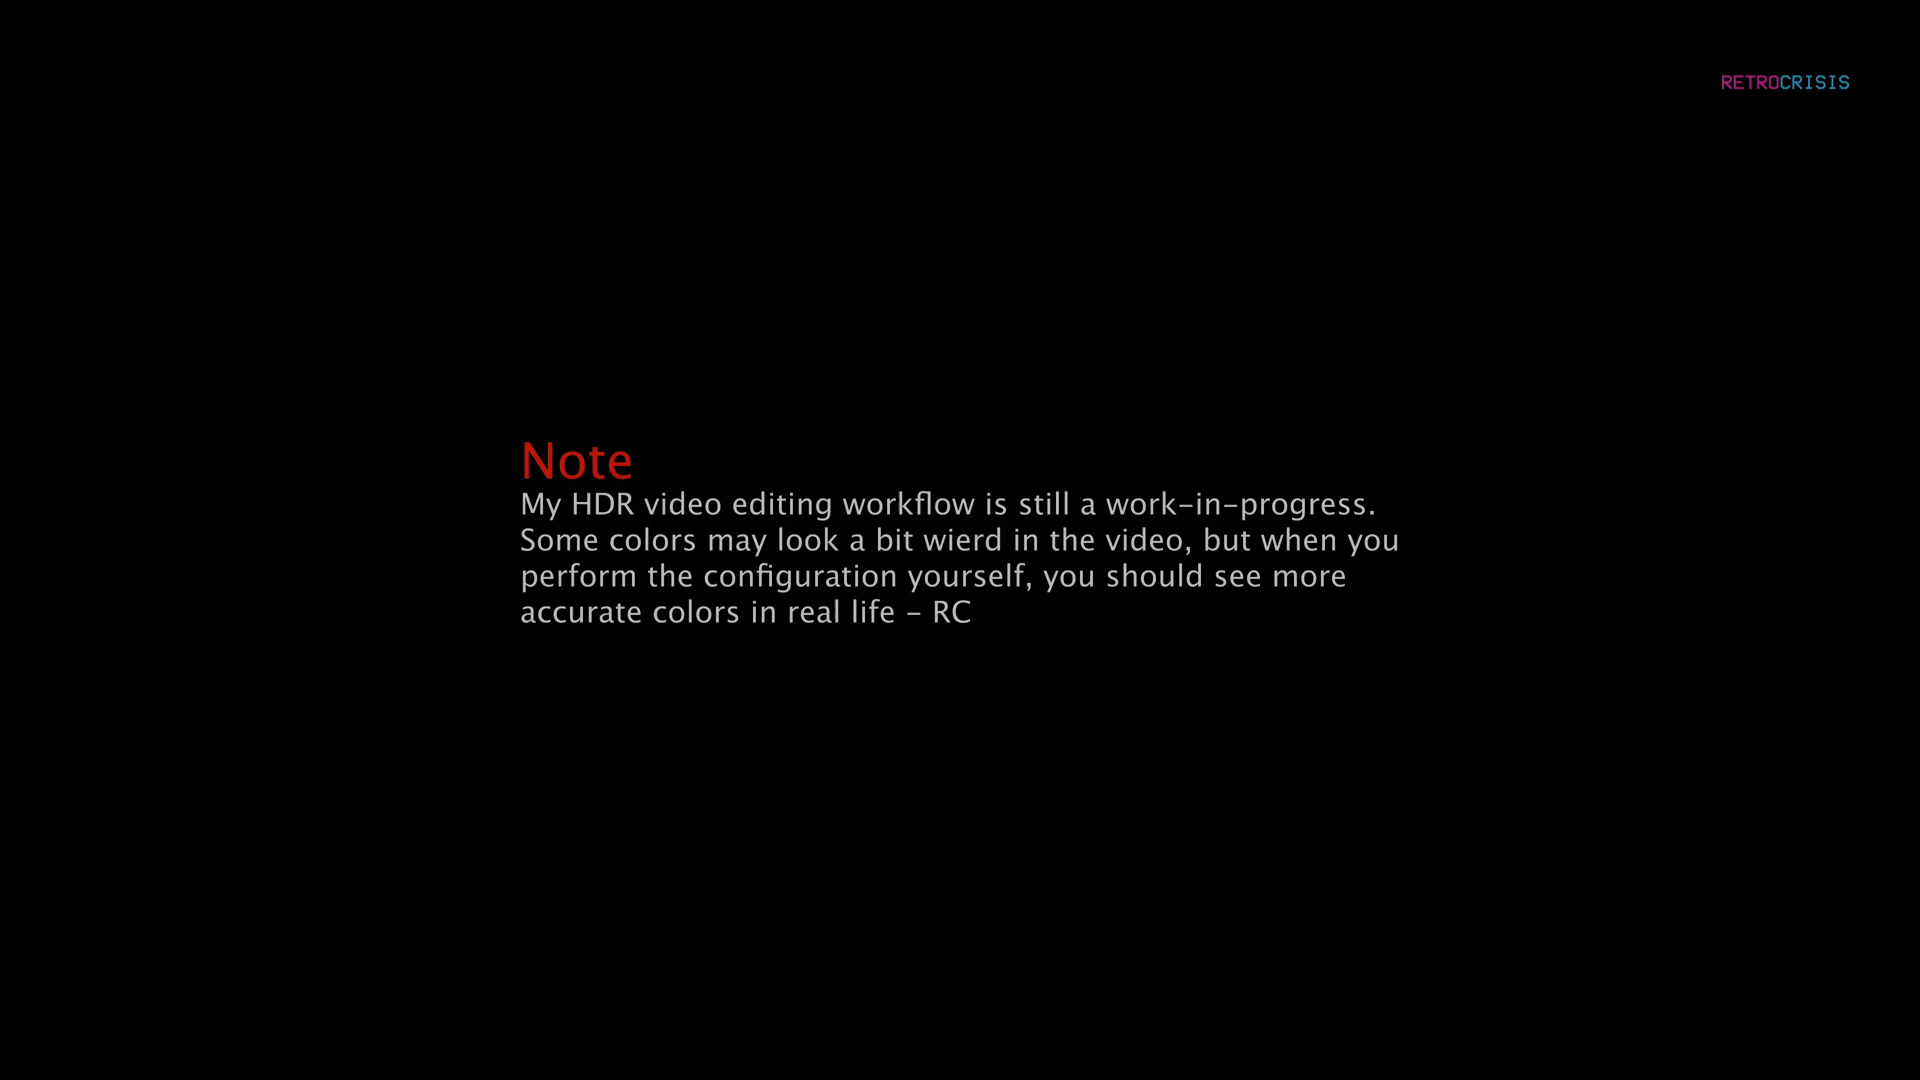 RETROCRISIS
Note
My HDR video editing workflow is still a work-in-progress.
Some colors may look a bit wierd in the video, but when you
perform the configuration yourself, you should see more
accurate colors in real life - RC